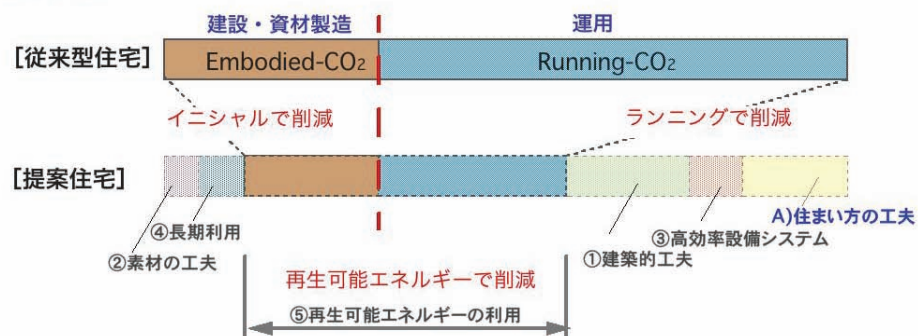 建設・資材製造
運用
[従来型住宅]
Embodied-CO₂
Running-CO₂
イニシャルで削減
ランニングで削減
[提案住宅]
④長期利用
②素材の工夫
A)住まい方の工夫
③高効率設備システム
①建築的工夫
再生可能エネルギーで削減
⑤再生可能エネルギーの利用